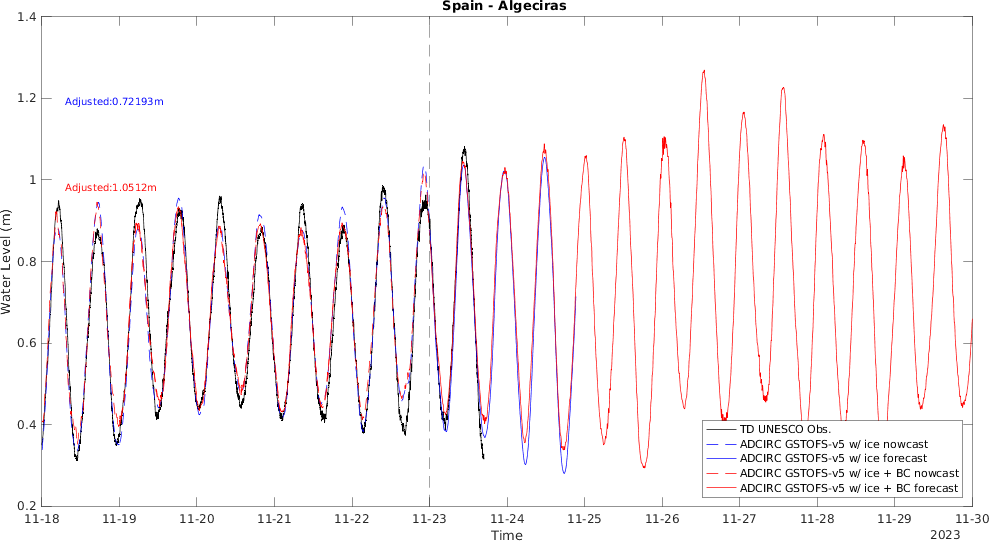 Spain - Algeciras
1.4
1.2
1
0.8
0.6
0.4
0.2
Water Level (m)
Adjusted:0.72193m
Adjusted:1.0512m
TD UNESCO Obs.
ADCIRC GSTOFS-v5 w/ ice nowcast
ADCIRC GSTOFS-v5 w/ ice forecast
ADCIRC GSTOFS-v5 w/ ice + BC nowcast
ADCIRC GSTOFS-v5 w/ ice + BC forecast
11-18 11-19 11-20 11-21 11-22 11-23 11-24 11-25 11-26 11-27 11-28 11-29 11-30
Time
2023